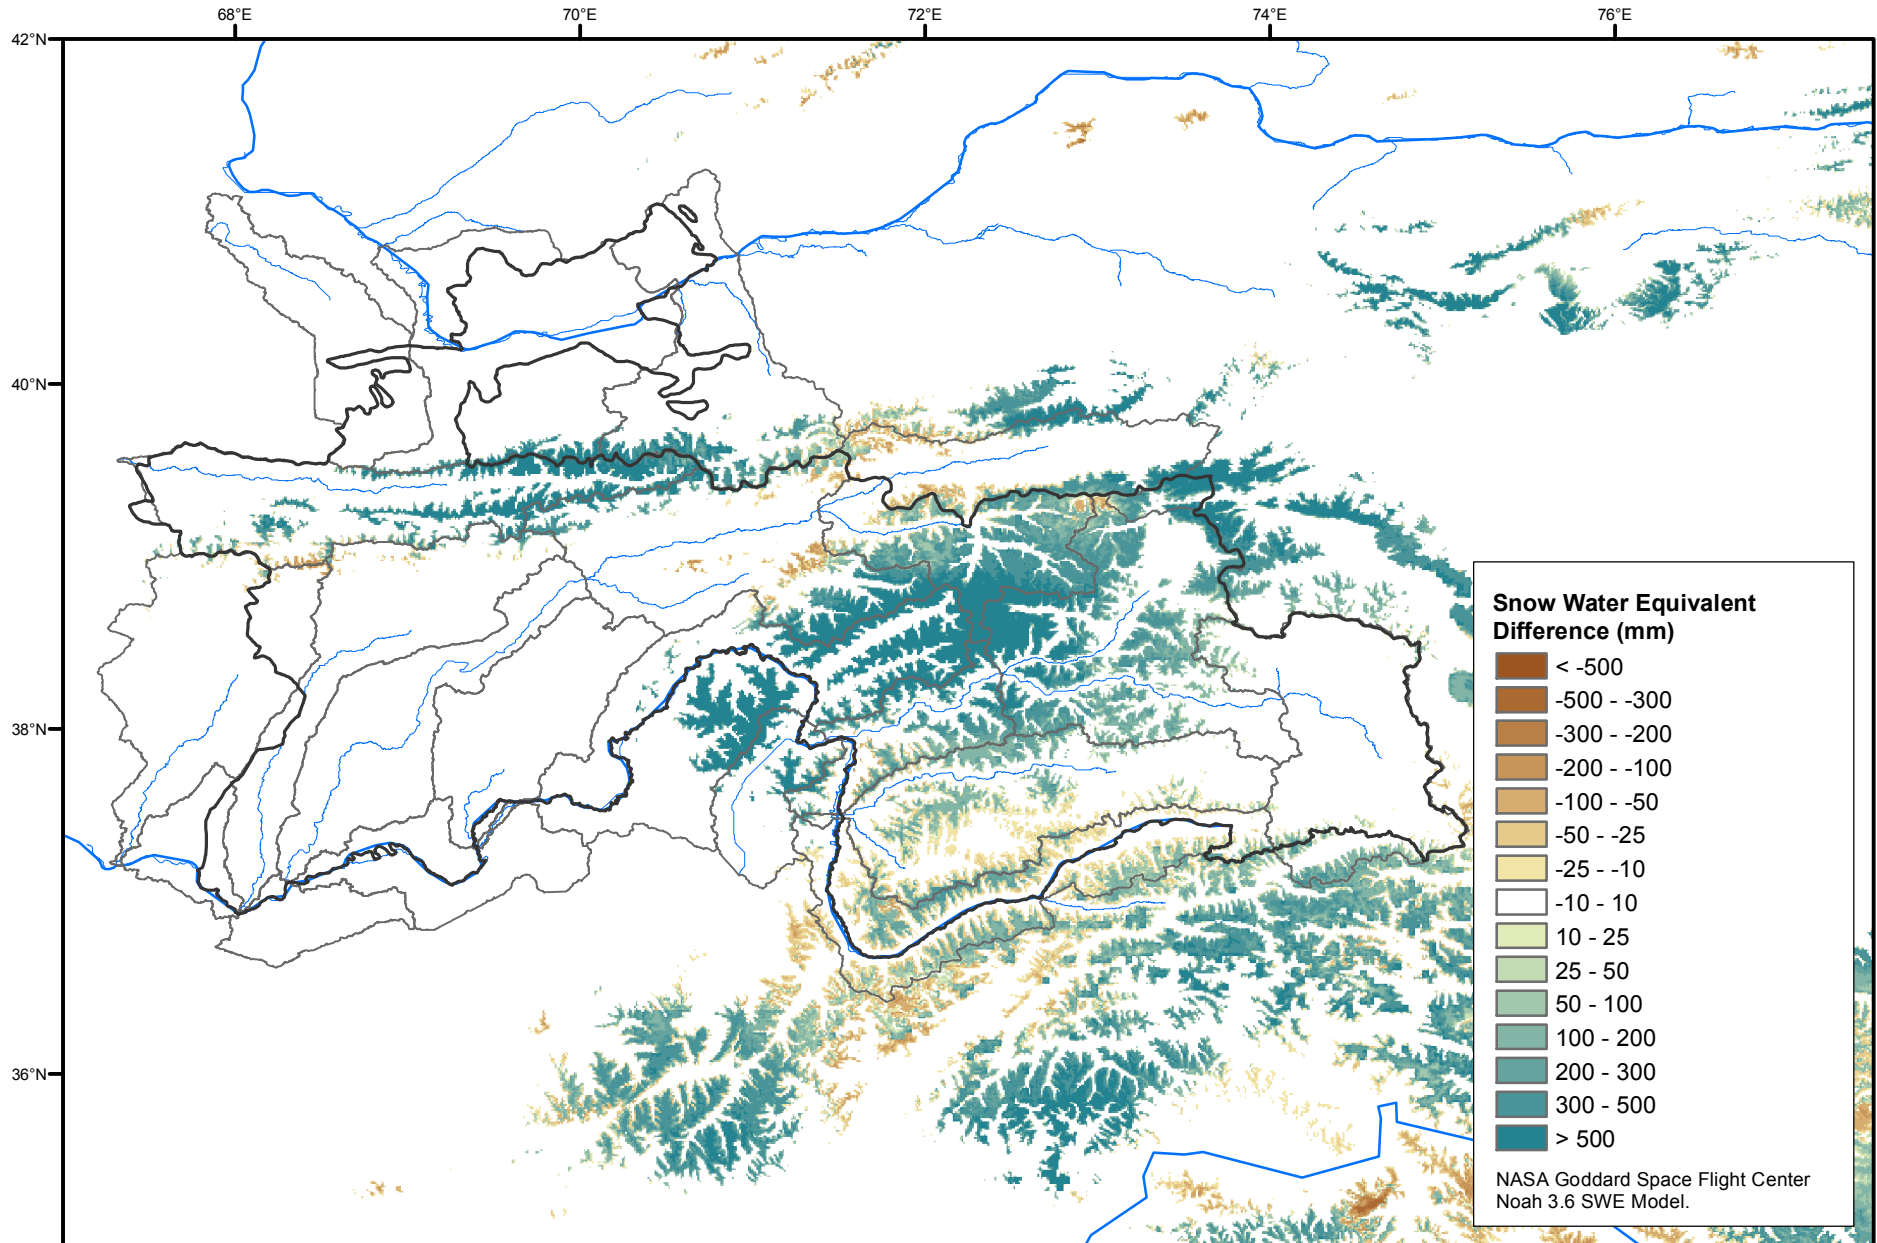 68°E 70°E 72°E 74°E 76°E
42°N
40°N
38°N
36°N
Snow Water Equivalent
Difference (mm)
< -500
-500 - -300
-300 - -200
-200 - -100
-100 - -50
-50 - -25
-25 - -10
-10 - 10
10 - 25
25 - 50
50 - 100
100 - 200
200 - 300
300 - 500
> 500
NASA Goddard Space Flight Center
Noah 3.6 SWE Model.